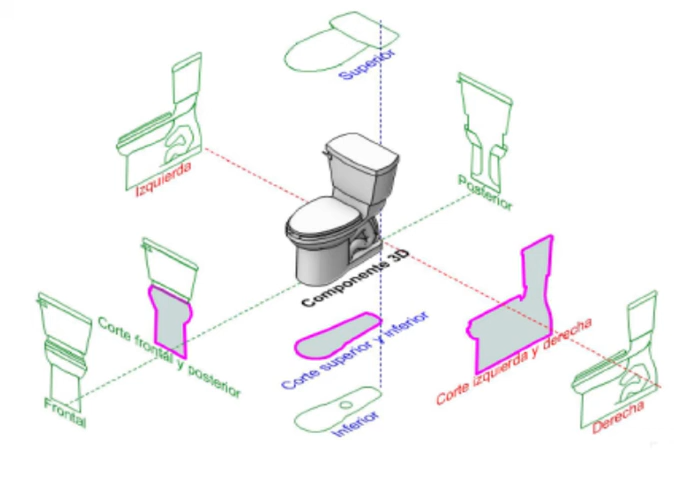 Superior
Izquierda
Posterior
Componente 3D
Corte frontal y posterior
Corte superior y inferior
Corte izquierda y derecha
Frontal
Inferior
Derecha